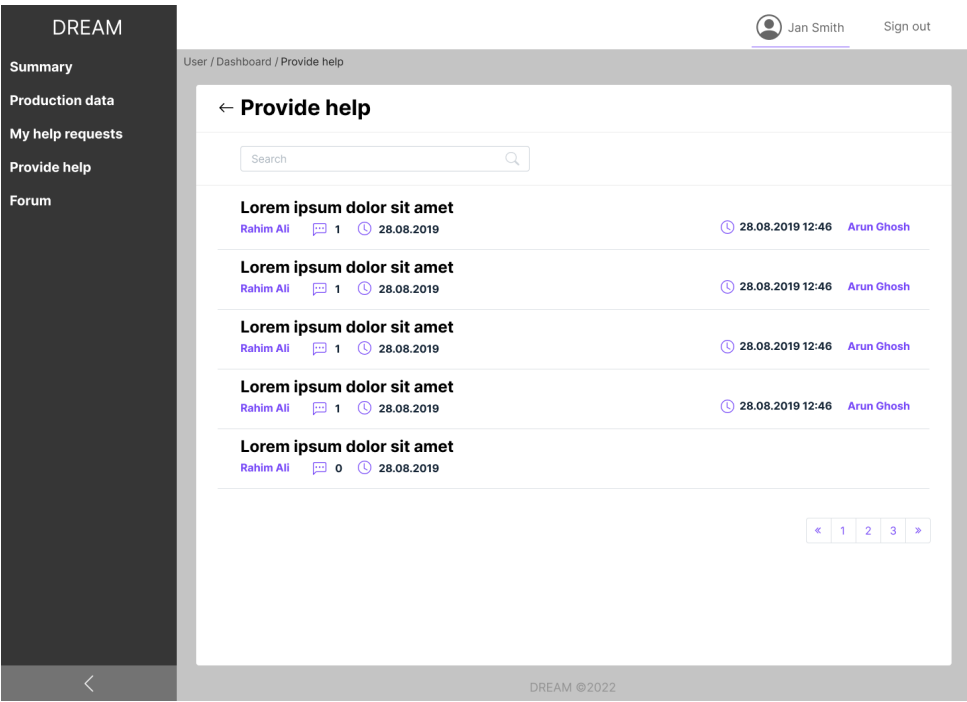 DREAM
Jan Smith Sign out
Summary
Production data
My help requests
Provide help
Forum
User / Dashboard / Provide help
← Provide help
Search
Lorem ipsum dolor sit amet
Rahim Ali 1 28.08.2019 28.08.2019 12:46 Arun Ghosh
Lorem ipsum dolor sit amet
Rahim Ali 1 28.08.2019 28.08.2019 12:46 Arun Ghosh
Lorem ipsum dolor sit amet
Rahim Ali 1 28.08.2019 28.08.2019 12:46 Arun Ghosh
Lorem ipsum dolor sit amet
Rahim Ali 1 28.08.2019 28.08.2019 12:46 Arun Ghosh
Lorem ipsum dolor sit amet
Rahim Ali 0 28.08.2019
« 1 2 3 »
DREAM ©2022